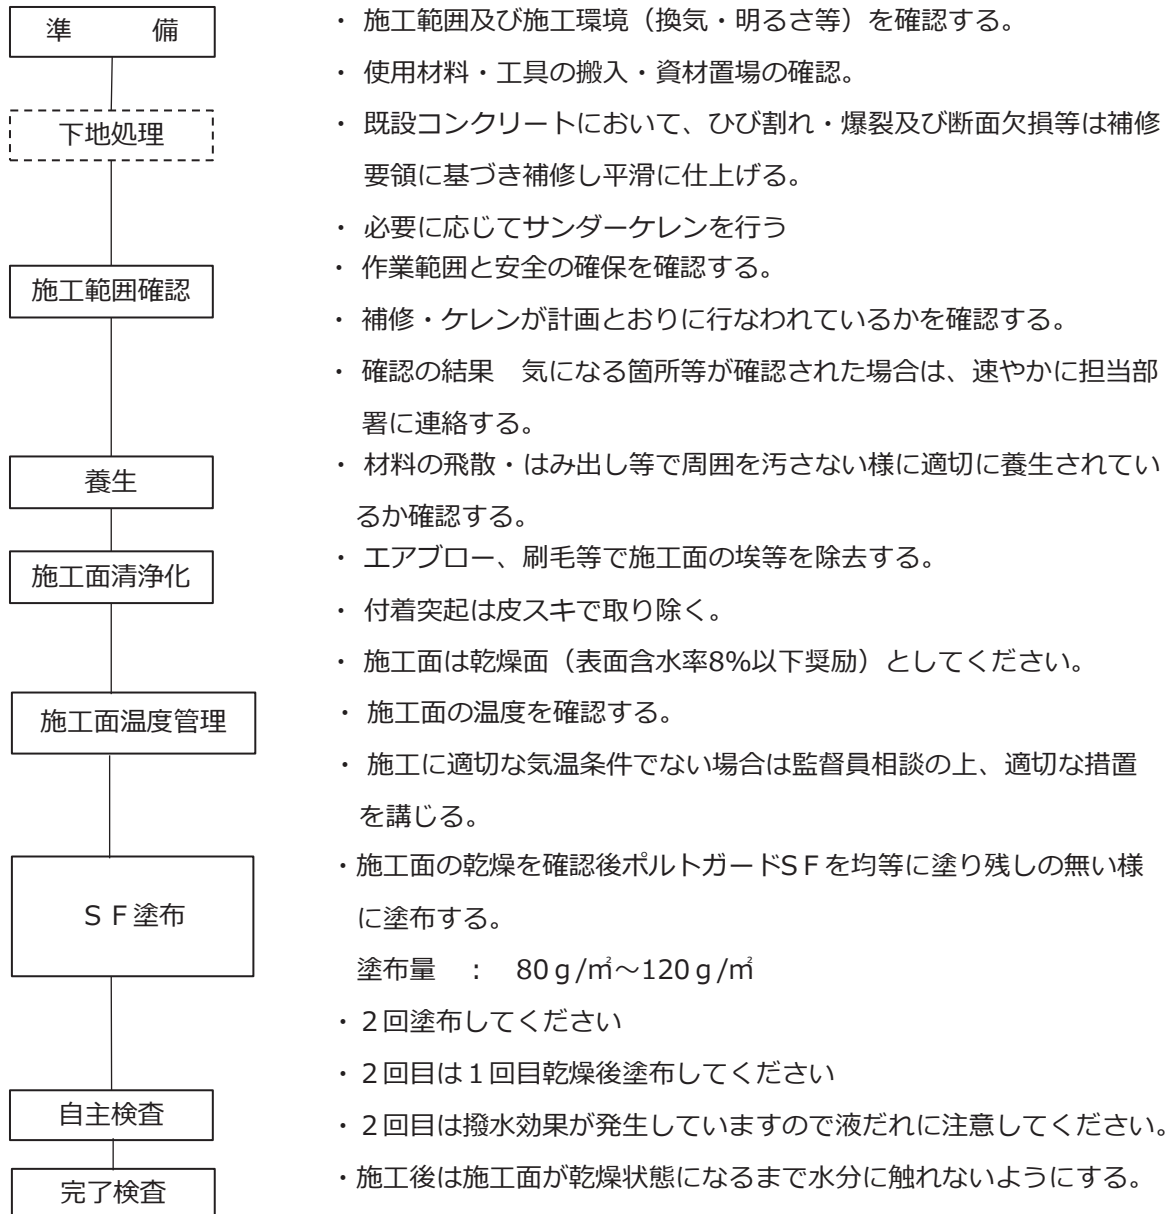 準　備
・ 施工範囲及び施工環境（換気・明るさ等）を確認する。
・ 使用材料・工具の搬入・資材置場の確認。
下地処理
・ 既設コンクリートにおいて、ひび割れ・爆裂及び断面欠損等は補修
要領に基づき補修し平滑に仕上げる。
・ 必要に応じてサンダーケレンを行う
施工範囲確認
・ 作業範囲と安全の確保を確認する。
・ 補修・ケレンが計画とおりに行なわれているかを確認する。
・ 確認の結果　気になる箇所等が確認された場合は、速やかに担当部
署に連絡する。
養生
・ 材料の飛散・はみ出し等で周囲を汚さない様に適切に養生されてい
るか確認する。
施工面清浄化
・ エアブロー、刷毛等で施工面の埃等を除去する。
・ 付着突起は皮スキで取り除く。
・ 施工面は乾燥面（表面含水率8%以下奨励）としてください。
施工面温度管理
・ 施工面の温度を確認する。
・ 施工に適切な気温条件でない場合は監督員相談の上、適切な措置
を講じる。
ＳＦ塗布
・施工面の乾燥を確認後ポルトガードSＦを均等に塗り残しの無い様
に塗布する。
塗布量　：　80ｇ/㎡～120ｇ/㎡
・２回塗布してください
・２回目は１回目乾燥後塗布してください
自主検査
・２回目は撥水効果が発生していますので液だれに注意してください。
完了検査
・施工後は施工面が乾燥状態になるまで水分に触れないようにする。